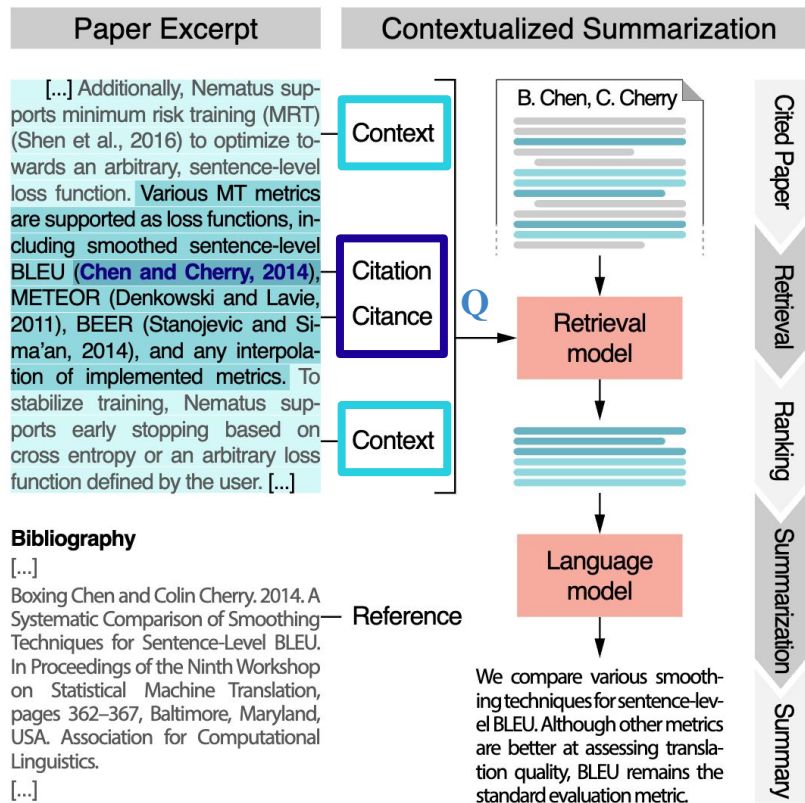 Paper Excerpt
Contextualized Summarization
[...] Additionally, Nematus sup-
ports minimum risk training (MRT)
(Shen et al., 2016) to optimize to-
wards an arbitrary, sentence-level
loss function. Various MT metrics
are supported as loss functions, in-
cluding smoothed sentence-level
BLEU (Chen and Cherry, 2014),
METEOR (Denkowski and Lavie,
2011), BEER (Stanojevic and Si-
ma'an, 2014), and any interpola-
tion of implemented metrics. To
stabilize training, Nematus sup-
ports early stopping based on
cross entropy or an arbitrary loss
function defined by the user. [...]
Bibliography
[...]
Boxing Chen and Colin Cherry. 2014. A
Systematic Comparison of Smoothing
Techniques for Sentence-Level BLEU.
In Proceedings of the Ninth Workshop
on Statistical Machine Translation,
pages 362–367, Baltimore, Maryland,
USA. Association for Computational
Linguistics.
[...]
Context
Citation
Citance
Context
Reference
Q
B. Chen, C. Cherry
Retrieval
model
Language
model
We compare various smooth-
ing techniques for sentence-lev-
el BLEU. Although other metrics
are better at assessing transla-
tion quality, BLEU remains the
standard evaluation metric.
Cited Paper
Retrieval
Ranking
Summarization
Summary